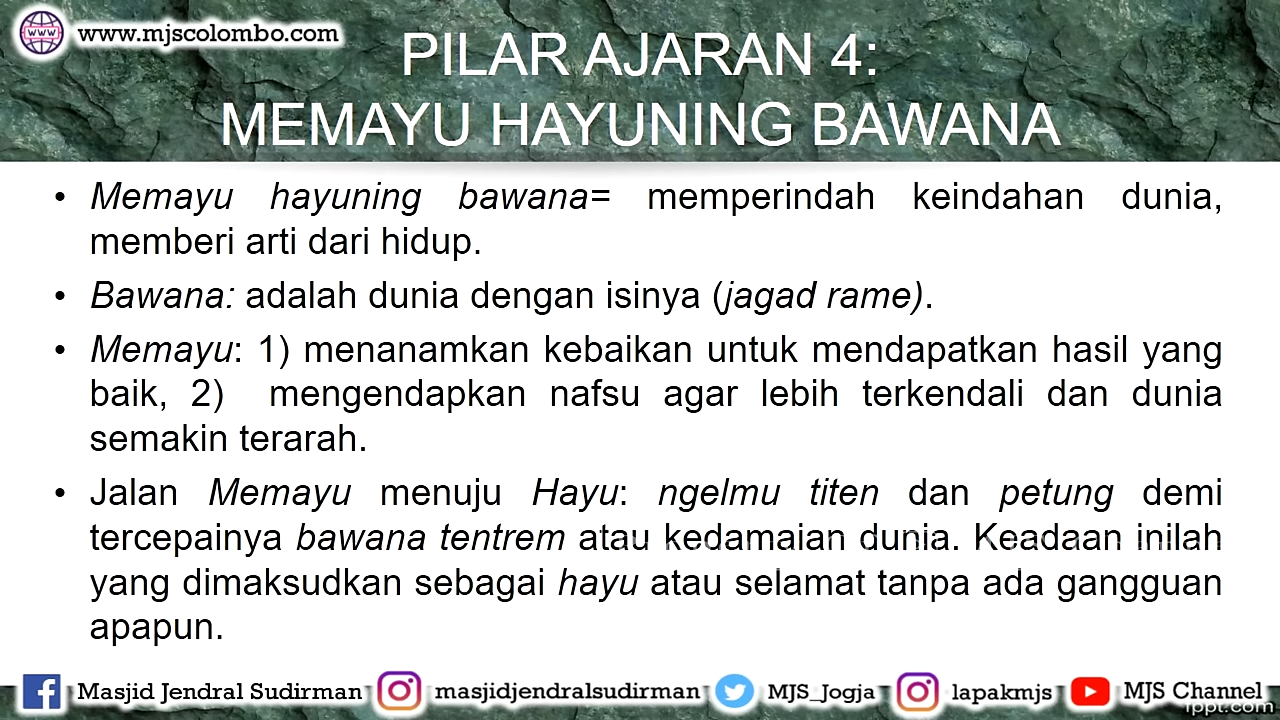 www.mjscolombo.com
PILAR AJARAN 4:
MEMAYU HAYUNING BAWANA
• Memayu hayuning bawana= memperindah keindahan dunia,
memberi arti dari hidup.
• Bawana: adalah dunia dengan isinya (jagad rame).
• Memayu: 1) menanamkan kebaikan untuk mendapatkan hasil yang
baik, 2) mengendapkan nafsu agar lebih terkendali dan dunia
semakin terarah.
• Jalan Memayu menuju Hayu: ngelmu titen dan petung demi
tercepainya bawana tentrem atau kedamaian dunia. Keadaan inilah
yang dimaksudkan sebagai hayu atau selamat tanpa ada gangguan
apapun.
Masjid Jendral Sudirman masjidjendralsudirman MJS_Jogja lapakmjs MJS Channel
fppt.com